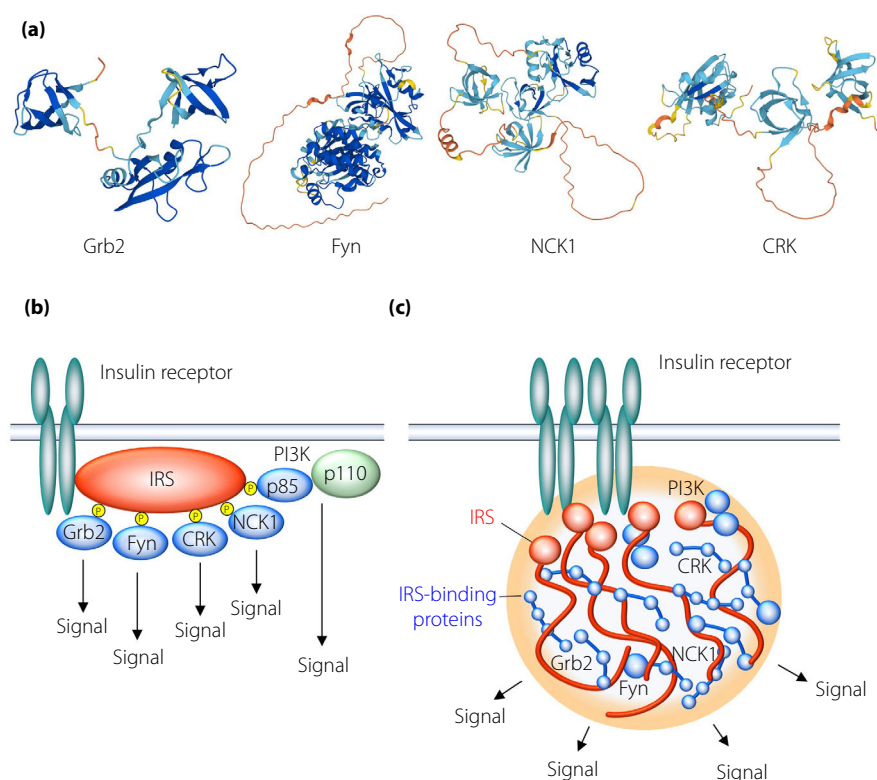 (a)
Grb2
Fyn
NCK1
CRK
(b)
Insulin receptor
IRS
PI3K
p85
p110
P
P
P
P
P
Grb2
Fyn
CRK
NCK1
Signal
Signal
Signal
Signal
Signal
(c)
Insulin receptor
PI3K
IRS
CRK
IRS-binding
proteins
Grb2
NCK1
Fyn
Signal
Signal
Signal
Signal